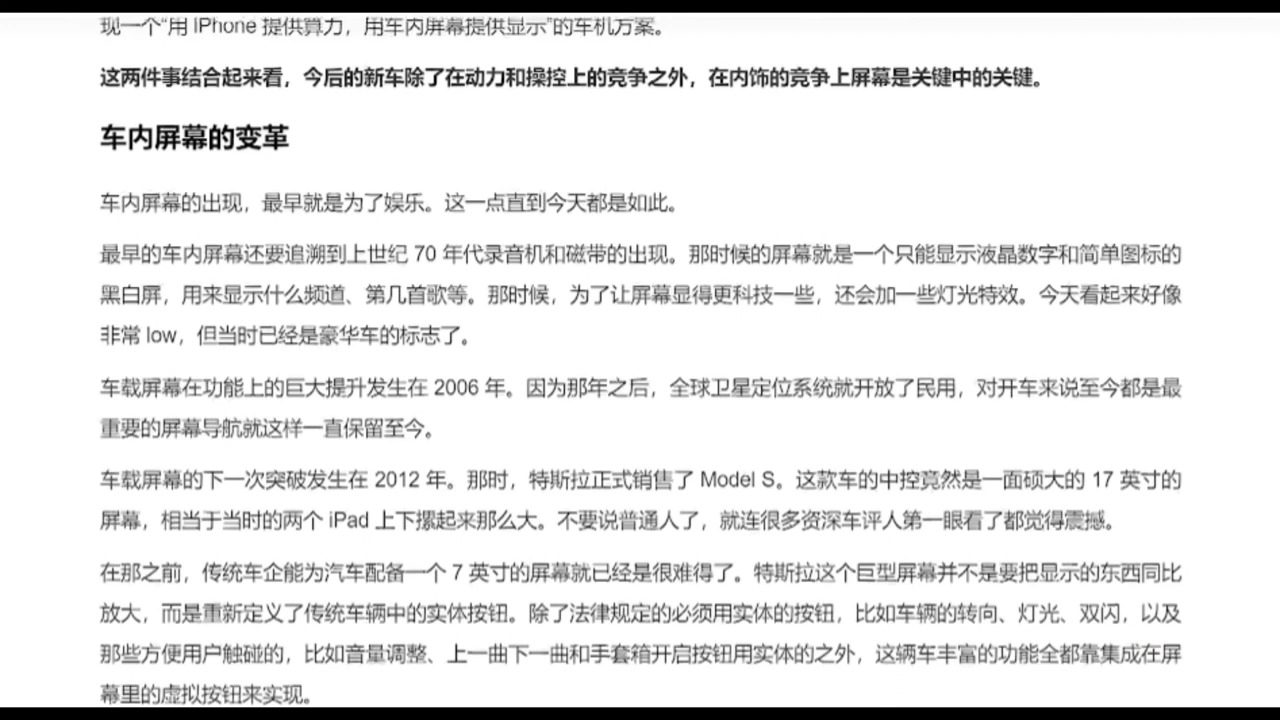 现一个“用 iPhone 提供算力，用车内屏幕提供显示”的车机方案。
这两件事结合起来看，今后的新车除了在动力和操控上的竞争之外，在内饰的竞争上屏幕是关键中的关键。
车内屏幕的变革
车内屏幕的出现，最早就是为了娱乐。这一点直到今天都是如此。
最早的车内屏幕还要追溯到上世纪 70 年代录音机和磁带的出现。那时候的屏幕就是一个只能显示液晶数字和简单图标的
黑白屏，用来显示什么频道、第几首歌等。那时候，为了让屏幕显得更科技一些，还会加一些灯光特效。今天看起来好像
非常 low，但当时已经是豪华车的标志了。
车载屏幕在功能上的巨大提升发生在 2006 年。因为那年之后，全球卫星定位系统就开放了民用，对开车来说至今都是最
重要的屏幕导航就这样一直保留至今。
车载屏幕的下一次突破发生在 2012 年。那时，特斯拉正式销售了 Model S。这款车的中控竟然是一面硕大的 17 英寸的
屏幕，相当于当时的两个 iPad 上下摞起来那么大。不要说普通人了，就连很多资深车评人第一眼看了都觉得震撼。
在那之前，传统车企能为汽车配备一个 7 英寸的屏幕就已经是很难得了。特斯拉这个巨型屏幕并不是要把显示的东西同比
放大，而是重新定义了传统车辆中的实体按钮。除了法律规定的必须用实体的按钮，比如车辆的转向、灯光、双闪，以及
那些方便用户触碰的，比如音量调整、上一曲下一曲和手套箱开启按钮用实体的之外，这辆车丰富的功能全都靠集成在屏
幕里的虚拟按钮来实现。